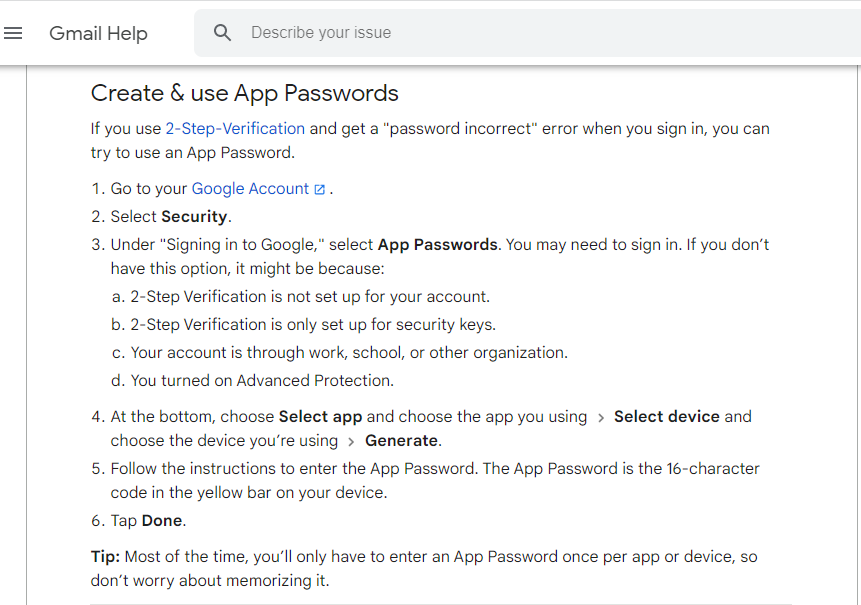 Gmail Help
Describe your issue
Create & use App Passwords
If you use 2-Step-Verification and get a "password incorrect" error when you sign in, you can
try to use an App Password.
1. Go to your Google Account .
2. Select Security.
3. Under "Signing in to Google," select App Passwords. You may need to sign in. If you don’t
have this option, it might be because:
a. 2-Step Verification is not set up for your account.
b. 2-Step Verification is only set up for security keys.
c. Your account is through work, school, or other organization.
d. You turned on Advanced Protection.
4. At the bottom, choose Select app and choose the app you using > Select device and
choose the device you’re using > Generate.
5. Follow the instructions to enter the App Password. The App Password is the 16-character
code in the yellow bar on your device.
6. Tap Done.
Tip: Most of the time, you’ll only have to enter an App Password once per app or device, so
don’t worry about memorizing it.